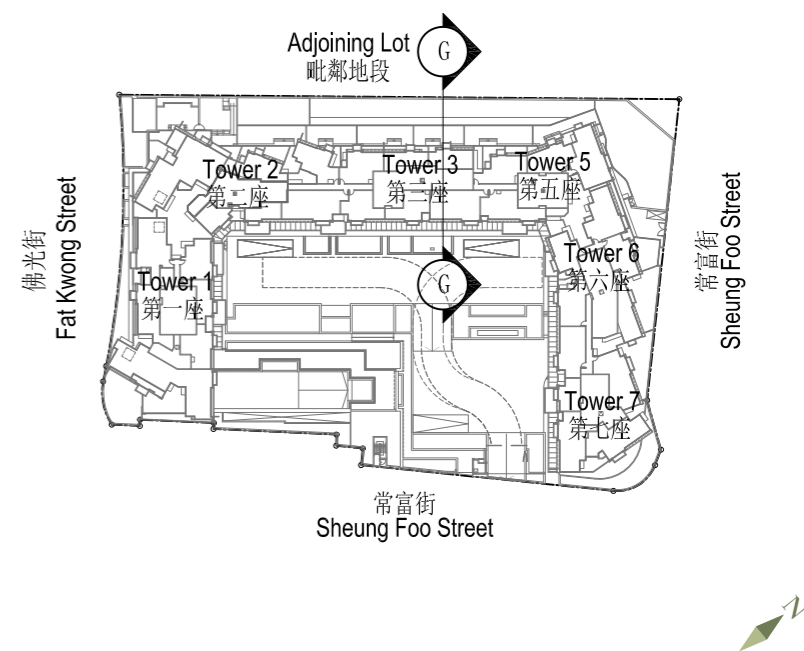 Adjoining Lot
毗鄰地段
G
Tower 2
第二座
Tower 3
第三座
Tower 5
第五座
佛光街
Fat Kwong Street
Tower 1
第一座
G
Tower 6
第六座
常富街
Sheung Foo Street
Tower 7
第七座
常富街
Sheung Foo Street
N